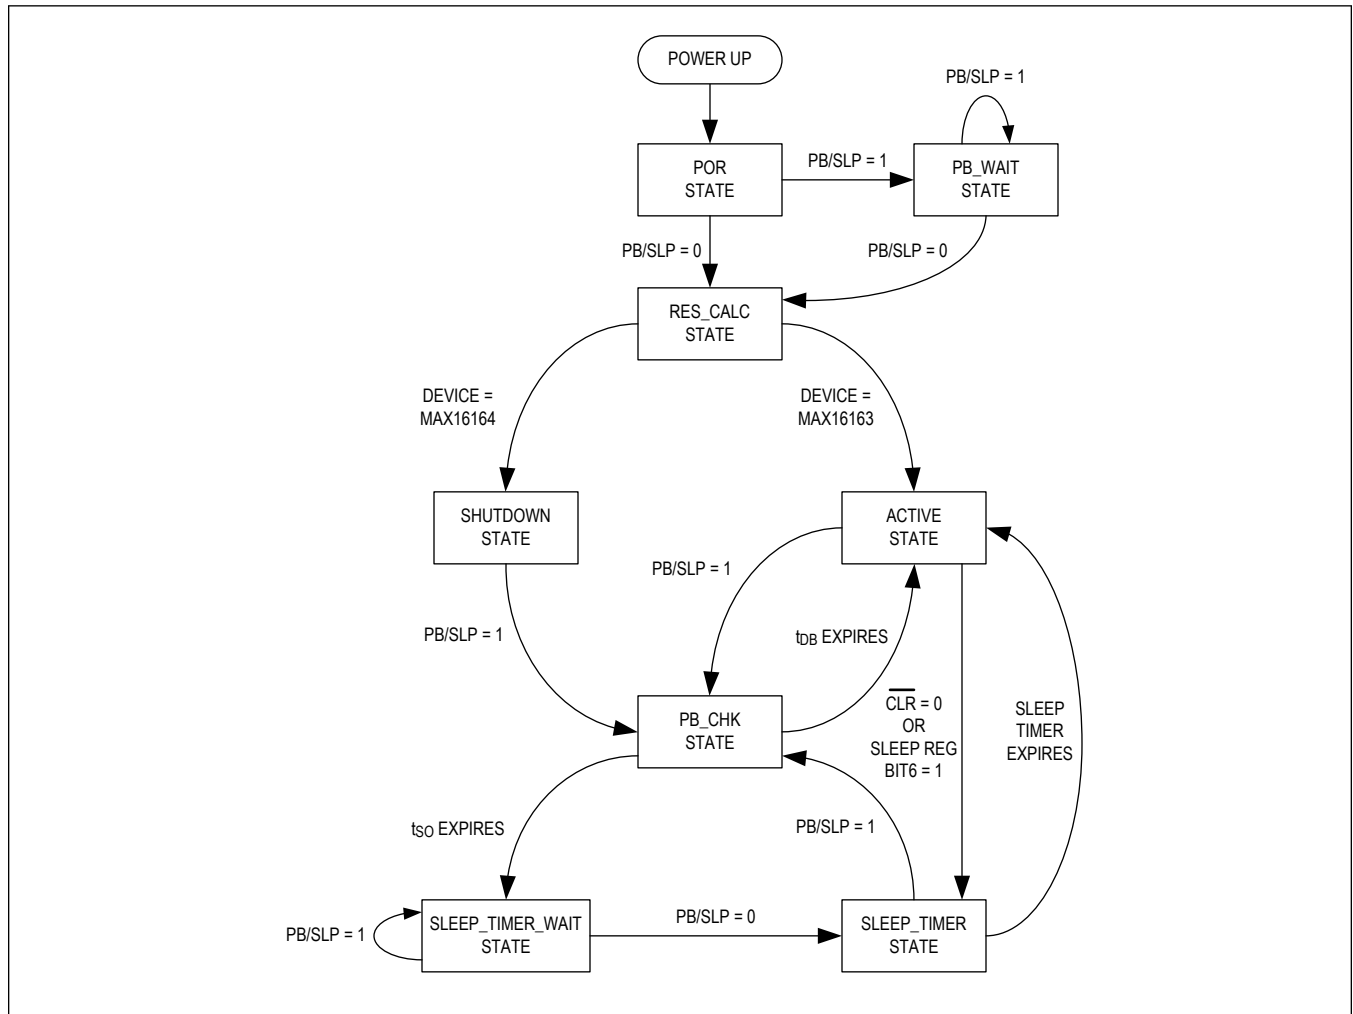 POWER UP
PB/SLP = 1
POR
STATE
PB/SLP = 1
PB_WAIT
STATE
PB/SLP = 0
PB/SLP = 0
RES_CALC
STATE
DEVICE =
MAX16164
DEVICE =
MAX16163
SHUTDOWN
STATE
ACTIVE
STATE
PB/SLP = 1
PB/SLP = 1
tDB EXPIRES
PB_CHK
STATE
C̅L̅R̅ = 0
OR
SLEEP REG
BIT6 = 1
SLEEP
TIMER
EXPIRES
tSO EXPIRES
PB/SLP = 1
PB/SLP = 1
SLEEP_TIMER_WAIT
STATE
PB/SLP = 0
SLEEP_TIMER
STATE